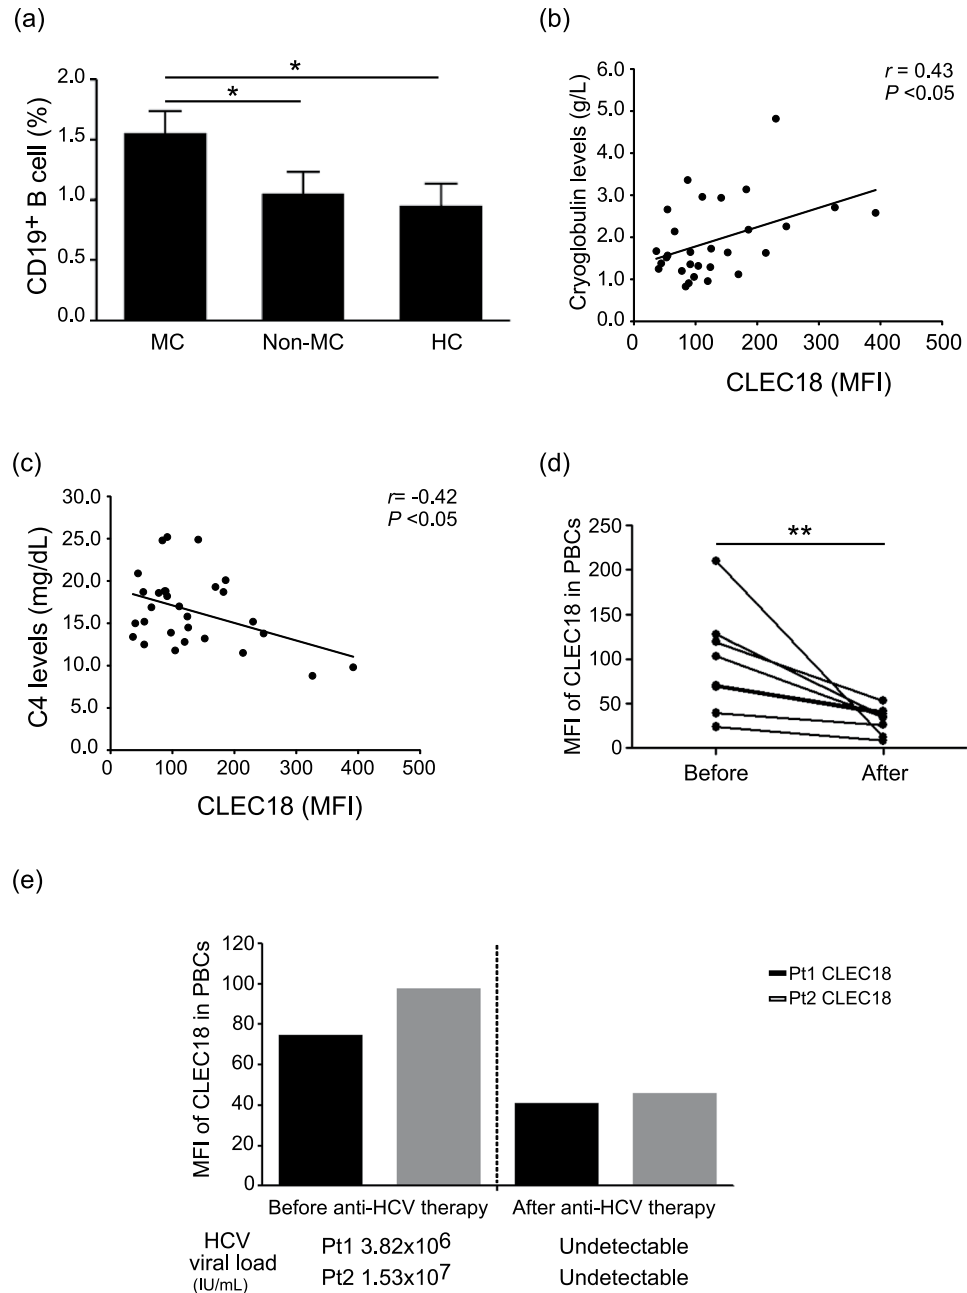 (a)
CD19+ B cell (%)
2.0
1.5
1.0
0.5
0.0
*
*
MC Non-MC HC
(b)
Cryoglobulin levels (g/L)
6.0
5.0
4.0
3.0
2.0
1.0
0.0
r = 0.43
P <0.05
0 100 200 300 400 500
CLEC18 (MFI)
(c)
C4 levels (mg/dL)
30.0
25.0
20.0
15.0
10.0
5.0
0.0
r= -0.42
P <0.05
0 100 200 300 400 500
CLEC18 (MFI)
(d)
MFI of CLEC18 in PBCs
250
200
150
100
50
0
**
Before After
(e)
MFI of CLEC18 in PBCs
120
100
80
60
40
20
0
Pt1 CLEC18
Pt2 CLEC18
Before anti-HCV therapy After anti-HCV therapy
HCV
viral load
(IU/mL)
Pt1 3.82x10⁶ Undetectable
Pt2 1.53x10⁷ Undetectable